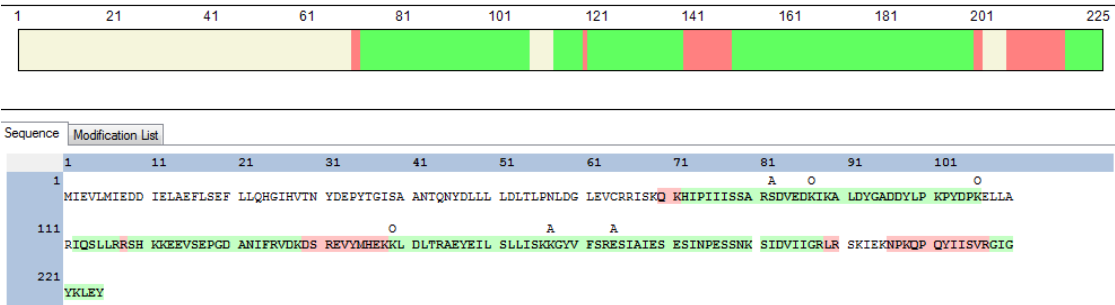 1 21 41 61 81 101 121 141 161 181 201 225
Sequence Modification List
1 11 21 31 41 51 61 71 81 91 101
A O O
1 MIEVLMIEDD IELAEFLSEF LLQHGIHVTN YDEPYTGISA ANTQNYDLLL LDLTLPNLDG LEVCRRISKQ KHIPIIISSA RSDVEDKIKA LDYGADDYLP KPYDPKELLA
O A A
111 RIQSLLRRSH KKEEVSEPGD ANIFRVDKDS REVYMHEKKL DLTRAEYEIL SLLISKKGYV FSRESIAIES ESINPESSNK SIDVIIGRLR SKIEKNPKQP QYIISVRGIG
221 YKLEY